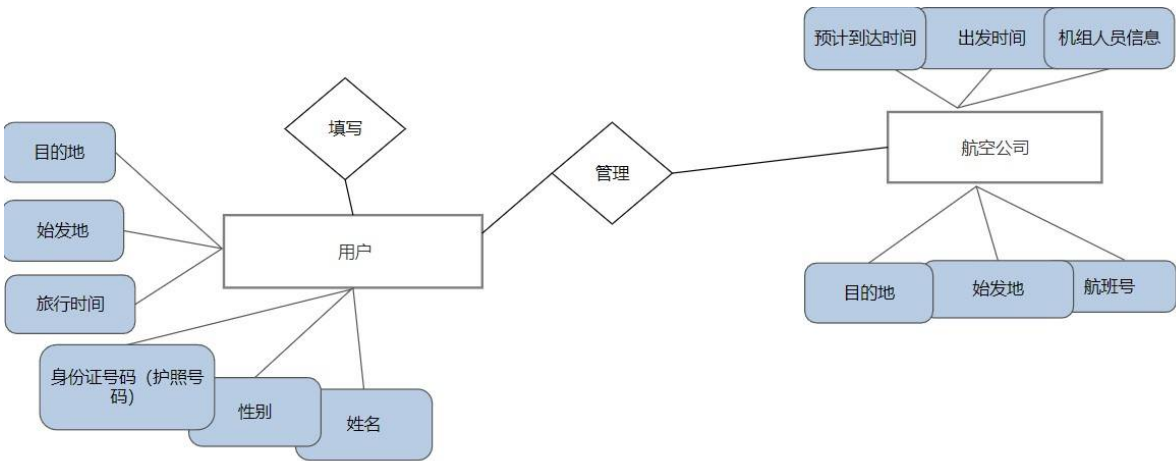 预计到达时间
出发时间
机组人员信息
填写
目的地
航空公司
管理
始发地
用户
旅行时间
目的地
始发地
航班号
身份证号码（护照号
码）
性别
姓名